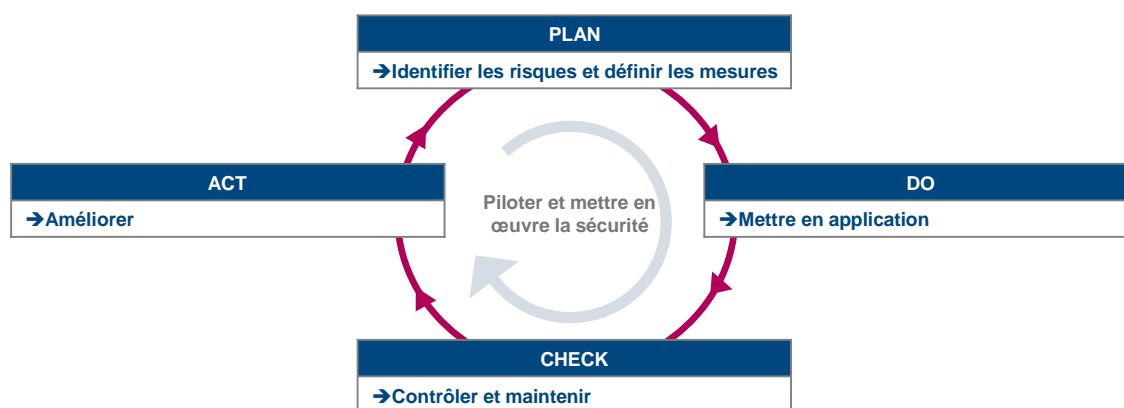 PLAN
➔Identifier les risques et définir les mesures
ACT
➔Améliorer
Piloter et mettre en
œuvre la sécurité
DO
➔Mettre en application
CHECK
➔Contrôler et maintenir